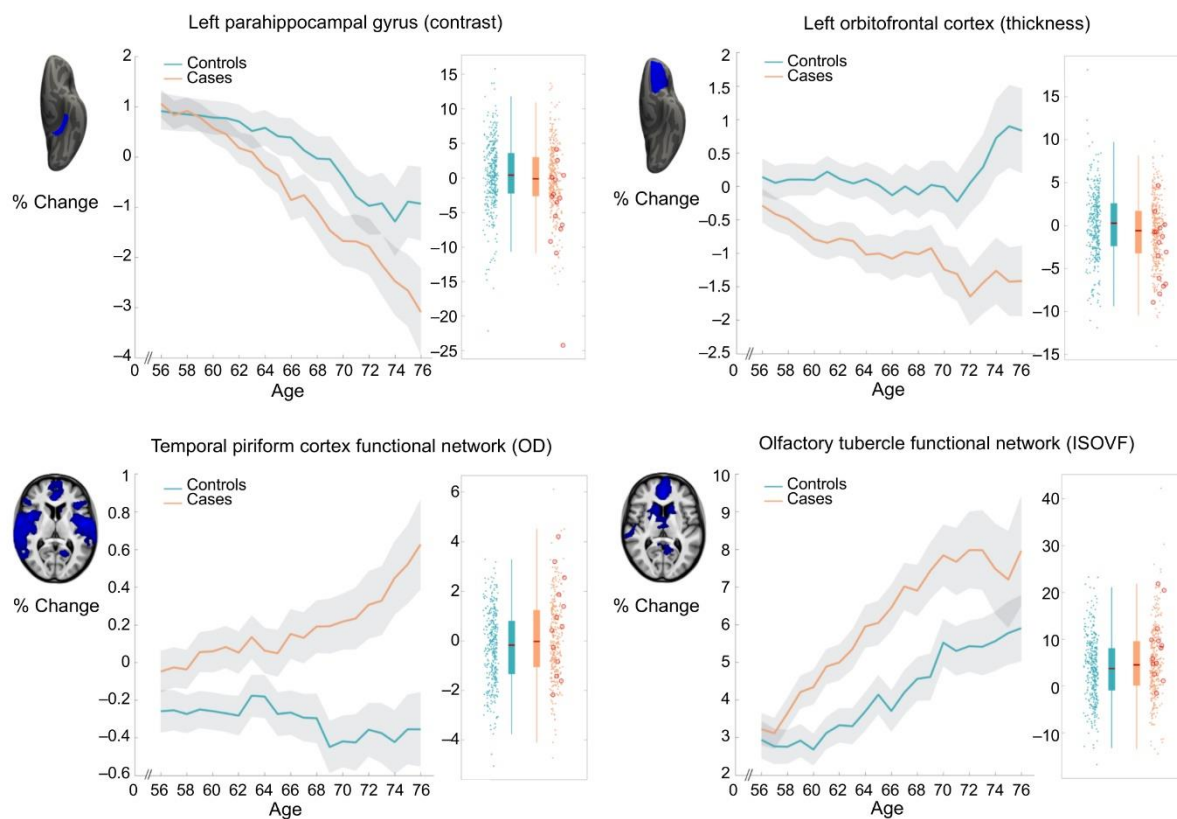 Left parahippocampal gyrus (contrast)
% Change
2
1
0
–1
–2
–3
–4
Controls
Cases
0 56 58 60 62 64 66 68 70 72 74 76
Age
15
10
5
0
–5
–10
–15
–20
–25
Left orbitofrontal cortex (thickness)
% Change
2
1.5
1
0.5
0
–0.5
–1
–1.5
–2
–2.5
Controls
Cases
0 56 58 60 62 64 66 68 70 72 74 76
Age
15
10
5
0
–5
–10
–15
Temporal piriform cortex functional network (OD)
% Change
1
0.8
0.6
0.4
0.2
0
–0.2
–0.4
–0.6
Controls
Cases
0 56 58 60 62 64 66 68 70 72 74 76
Age
6
4
2
0
–2
–4
Olfactory tubercle functional network (ISOVF)
% Change
10
9
8
7
6
5
4
3
2
Controls
Cases
0 56 58 60 62 64 66 68 70 72 74 76
Age
40
30
20
10
0
–10